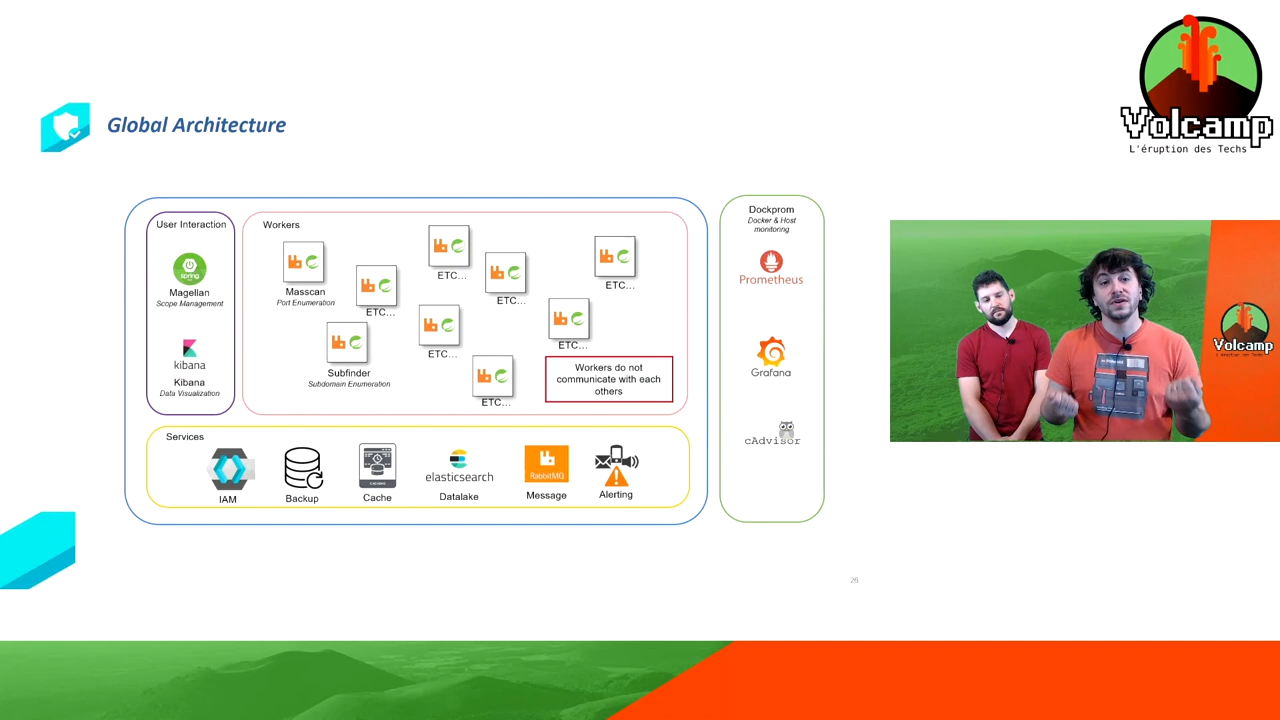 Volcamp
L'éruption des Techs
Global Architecture
User Interaction
spring
Magellan
Scope Management
kibana
Kibana
Data Visualization
Workers
Masscan
Port Enumeration
ETC...
ETC...
ETC...
ETC...
ETC...
ETC...
ETC...
Subfinder
Subdomain Enumeration
Workers do not
communicate with each
others
Services
IAM
Backup
Cache
elasticsearch
Datalake
RabbitMQ
Message
Alerting
Dockprom
Docker & Host
monitoring
Prometheus
Grafana
cAdvisor
26
Volcamp